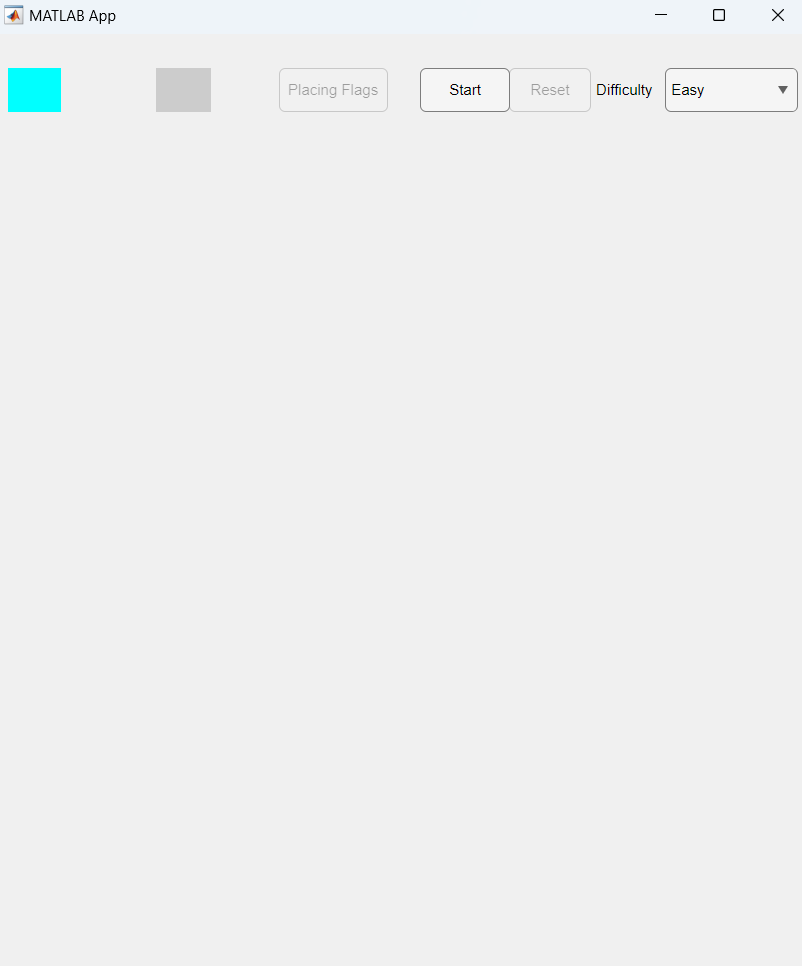 MATLAB App
Placing Flags Start Reset Difficulty Easy